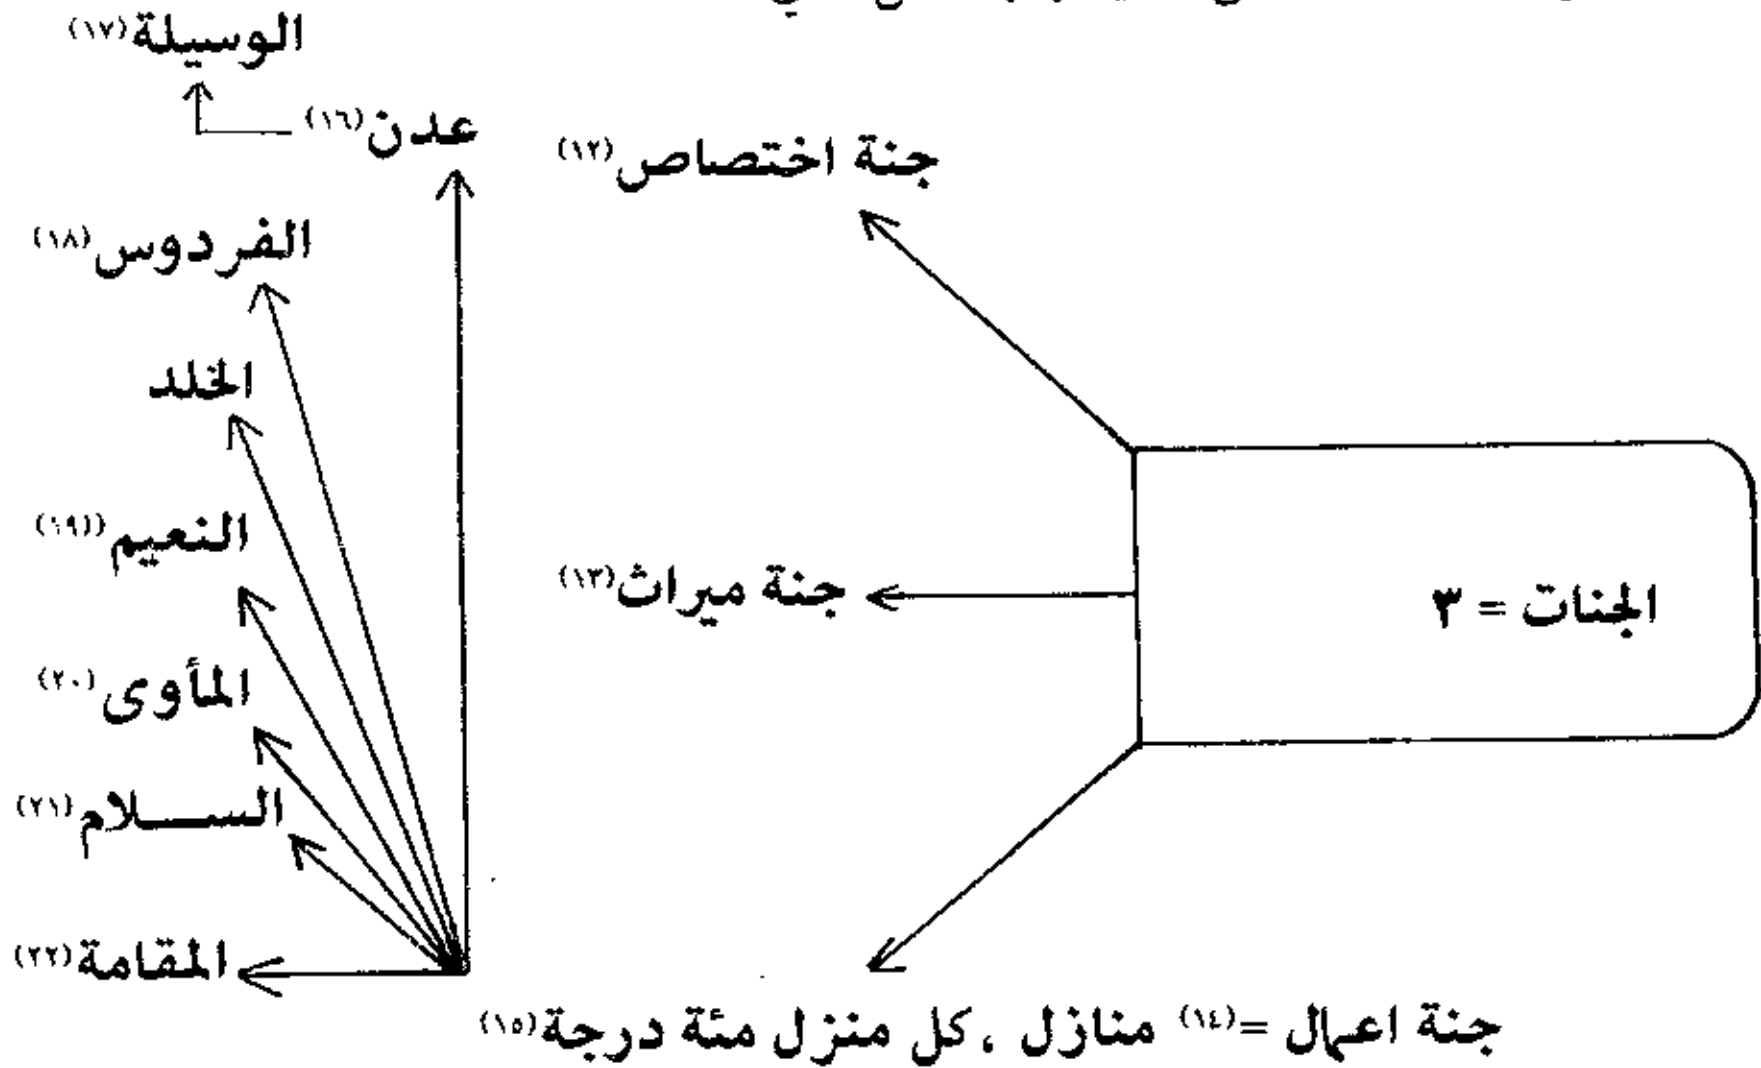 الوسيلة (١٧)
عدن (١٦)
جنة اختصاص (١٢)
الفردوس (١٨)
الخلد
النعيم ((١٩)
جنة ميراث (١٣)
الجنات = ٣
المأوى (٢٠)
السلام (٢١)
المقامة (٢٢)
جنة اعمال = (١٤) منازل ، كل منزل مئة درجة (١٥)